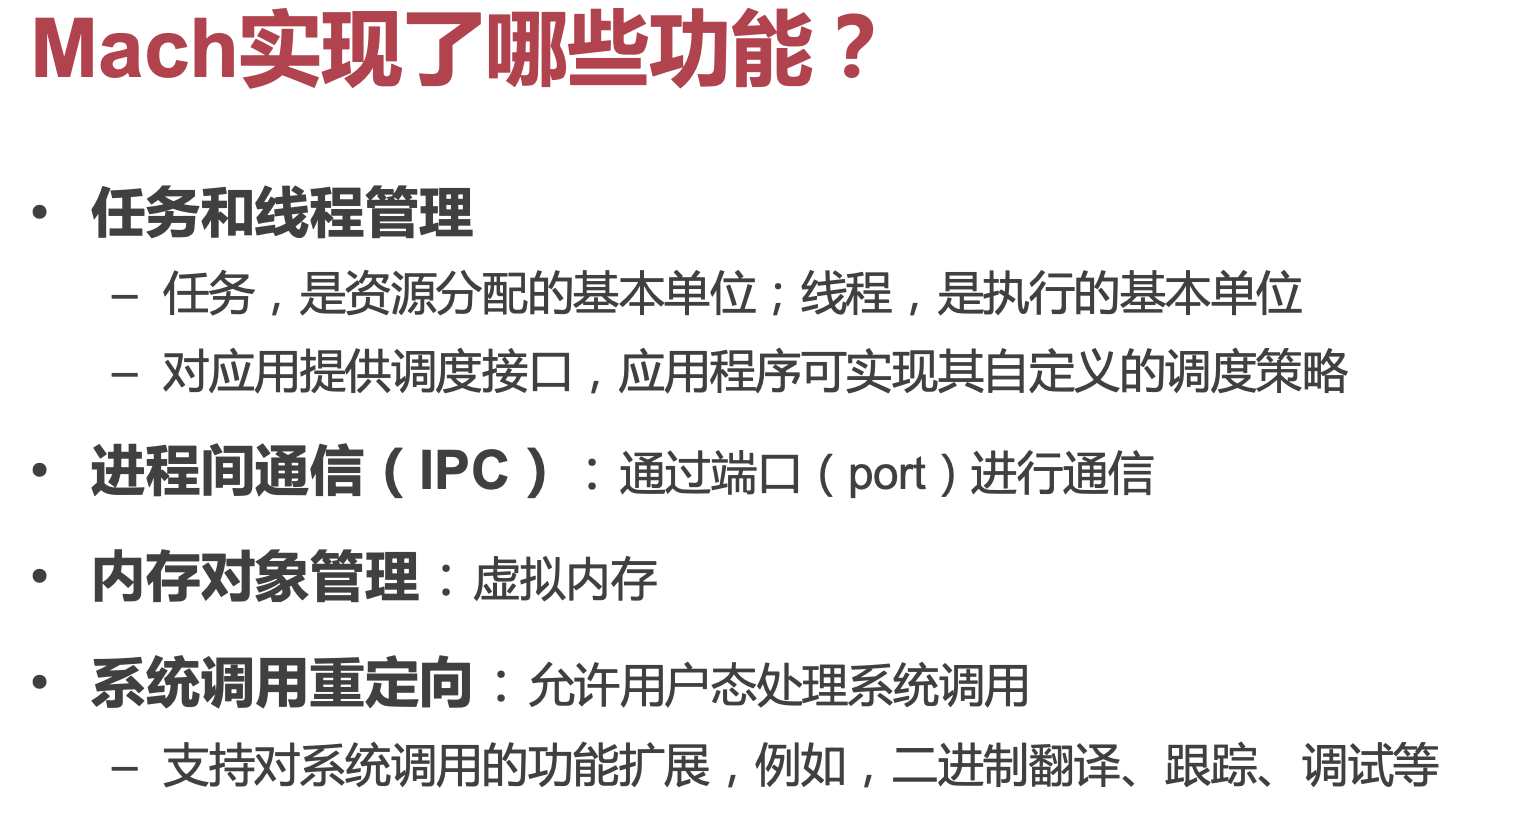 Mach实现了哪些功能？
• 任务和线程管理
– 任务，是资源分配的基本单位；线程，是执行的基本单位
– 对应用提供调度接口，应用程序可实现其自定义的调度策略
• 进程间通信（IPC）：通过端口（port）进行通信
• 内存对象管理：虚拟内存
• 系统调用重定向：允许用户态处理系统调用
– 支持对系统调用的功能扩展，例如，二进制翻译、跟踪、调试等